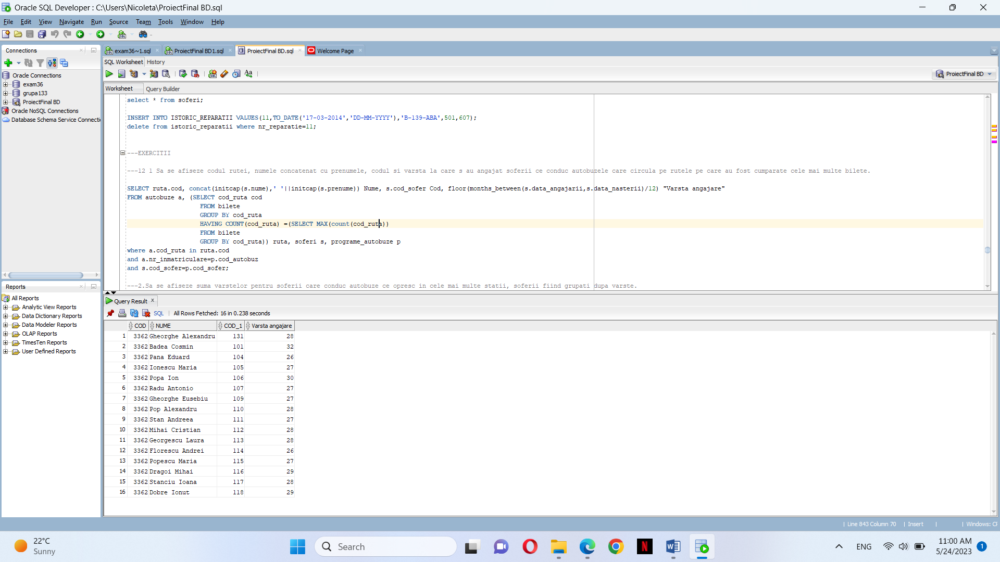 Oracle SQL Developer : C:\Users\Nicoleta\ProiectFinal BD.sql
File Edit View Navigate Run Source Team Tools Window Help
Connections
exam36~1.sql ProiectFinal BD1.sql ProiectFinal BD.sql Welcome Page
SQL Worksheet History
ProiectFinal BD
Worksheet Query Builder
Oracle Connections
exam36
grupa133
ProiectFinal BD
Oracle NoSQL Connections
Database Schema Service Connecti
select * from soferi;
INSERT INTO ISTORIC_REPARATII VALUES(11,TO_DATE('17-03-2014','DD-MM-YYYY'),'B-139-ABA',501,607);
delete from istoric_reparatii where nr_reparatie=11;
---EXERCITII
---12 1 Sa se afiseze codul rutei, numele concatenat cu prenumele, codul si varsta la care s au angajat soferii ce conduc autobuzele care circula pe rutele pe care au fost cumparate cele mai multe bilete.
SELECT ruta.cod, concat(initcap(s.nume),' '||initcap(s.prenume)) Nume, s.cod_sofer Cod, floor(months_between(s.data_angajarii,s.data_nasterii)/12) "Varsta angajare"
FROM autobuze a, (SELECT cod_ruta cod
FROM bilete
GROUP BY cod_ruta
HAVING COUNT(cod_ruta) =(SELECT MAX(count(cod_ruta))
FROM bilete
GROUP BY cod_ruta)) ruta, soferi s, programe_autobuze p
where a.cod_ruta in ruta.cod
and a.nr_inmatriculare=p.cod_autobuz
and s.cod_sofer=p.cod_sofer;
---2.Sa se afiseze suma varstelor pentru soferii care conduc autobuze ce opresc in cele mai multe statii, soferii fiind grupati dupa varste.
Reports
All Reports
Analytic View Reports
Data Dictionary Reports
Data Modeler Reports
OLAP Reports
TimesTen Reports
User Defined Reports
Query Result
SQL All Rows Fetched: 16 in 0.238 seconds
COD NUME COD_1 Varsta angajare
1 3362 Gheorghe Alexandru 131 28
2 3362 Badea Cosmin 101 32
3 3362 Pana Eduard 104 26
4 3362 Ionescu Maria 105 27
5 3362 Popa Ion 106 30
6 3362 Radu Antonio 107 27
7 3362 Gheorghe Eusebiu 109 27
8 3362 Pop Alexandru 110 28
9 3362 Stan Andreea 111 27
10 3362 Mihai Cristian 112 28
11 3362 Georgescu Laura 113 28
12 3362 Florescu Andrei 114 26
13 3362 Popescu Maria 115 27
14 3362 Dragoi Mihai 116 29
15 3362 Stanciu Ioana 117 28
16 3362 Dobre Ionut 118 29
Line 843 Column 70 Insert Windows: CF
22°C
Sunny
Search
ENG
11:00 AM
5/24/2023
1